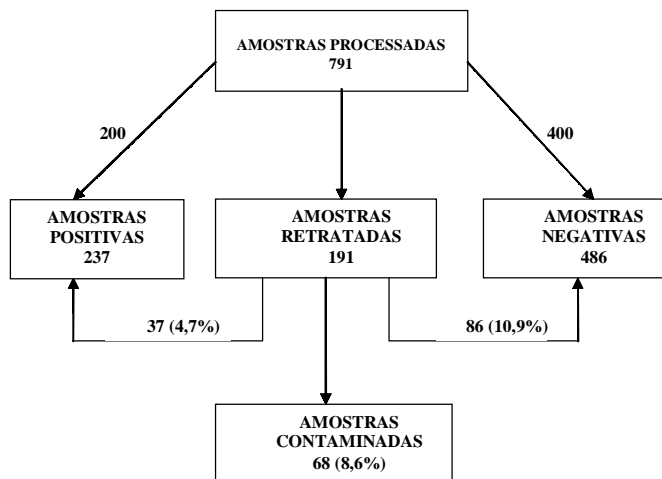 AMOSTRAS PROCESSADAS
791
200
400
AMOSTRAS
POSITIVAS
237
AMOSTRAS
RETRATADAS
191
AMOSTRAS
NEGATIVAS
486
37 (4,7%)
86 (10,9%)
AMOSTRAS
CONTAMINADAS
68 (8,6%)